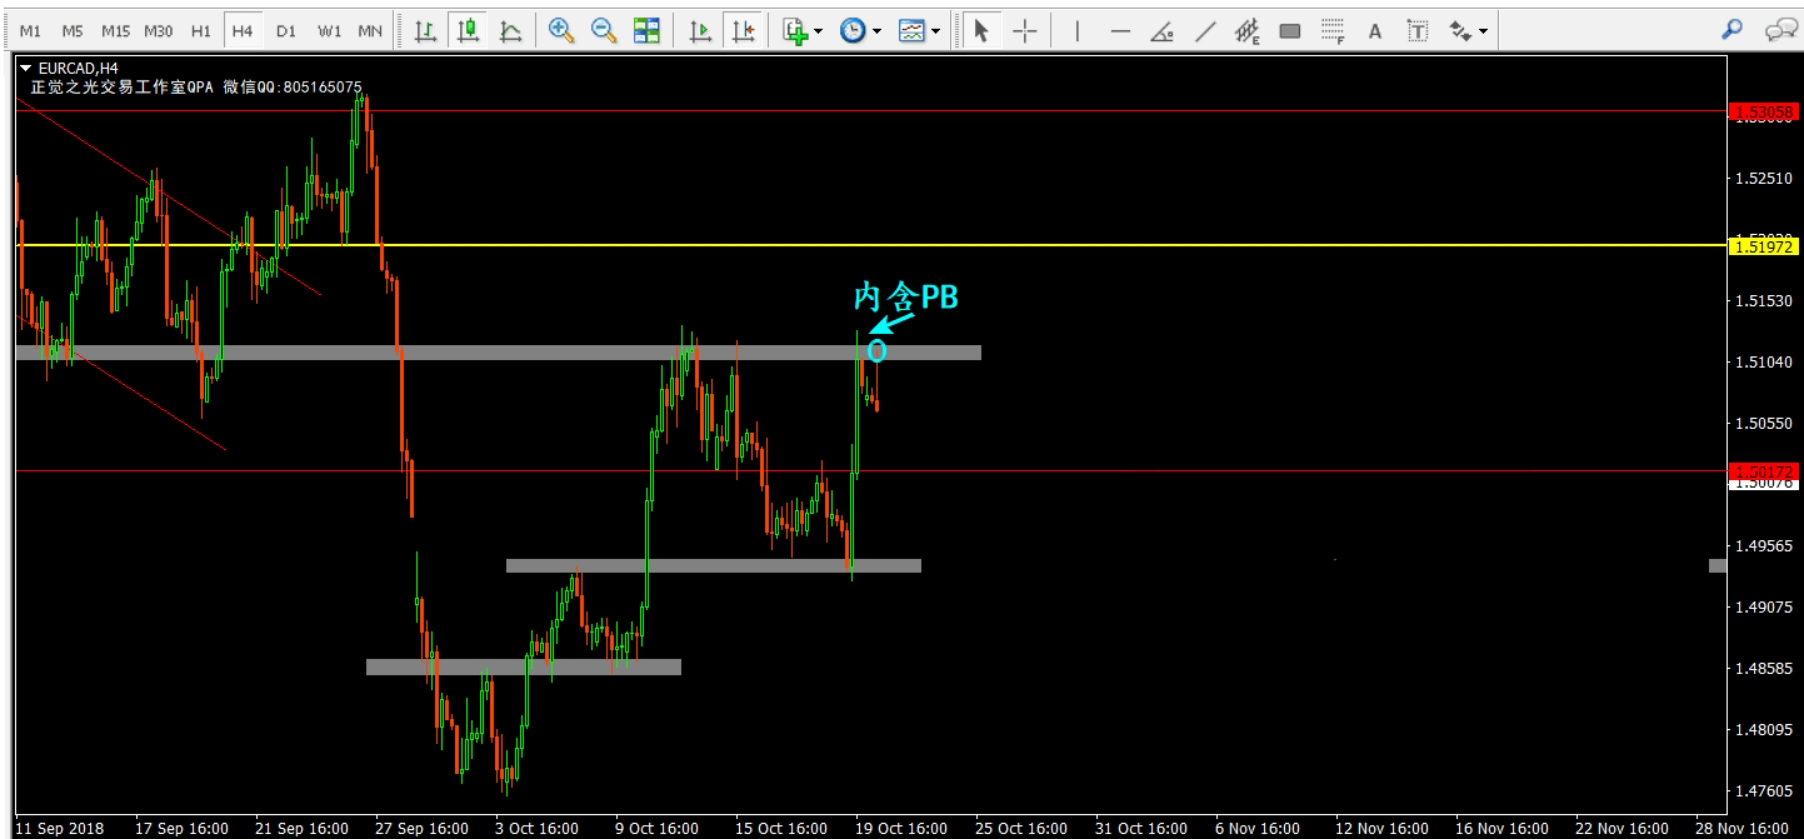 M1 M5 M15 M30 H1 H4 D1 W1 MN E F A T
EURCAD,H4
正觉之光交易工作室QPA 微信QQ:805165075
1.53058
1.52510
1.51972
内含PB
1.51530
1.51040
1.50550
1.50172
1.50076
1.49565
1.49075
1.48585
1.48095
1.47605
11 Sep 2018 17 Sep 16:00 21 Sep 16:00 27 Sep 16:00 3 Oct 16:00 9 Oct 16:00 15 Oct 16:00 19 Oct 16:00 25 Oct 16:00 31 Oct 16:00 6 Nov 16:00 12 Nov 16:00 16 Nov 16:00 22 Nov 16:00 28 Nov 16:00